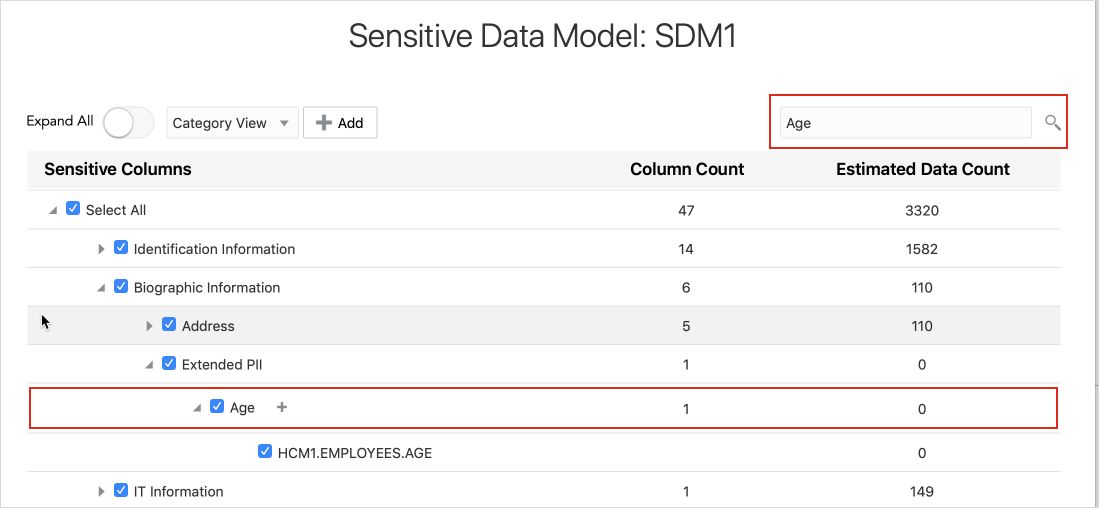 Sensitive Data Model: SDM1
Expand All Category View Add Age
Sensitive Columns Column Count Estimated Data Count
Select All 47 3320
Identification Information 14 1582
Biographic Information 6 110
Address 5 110
Extended PII 1 0
Age + 1 0
HCM1.EMPLOYEES.AGE 0
IT Information 1 149